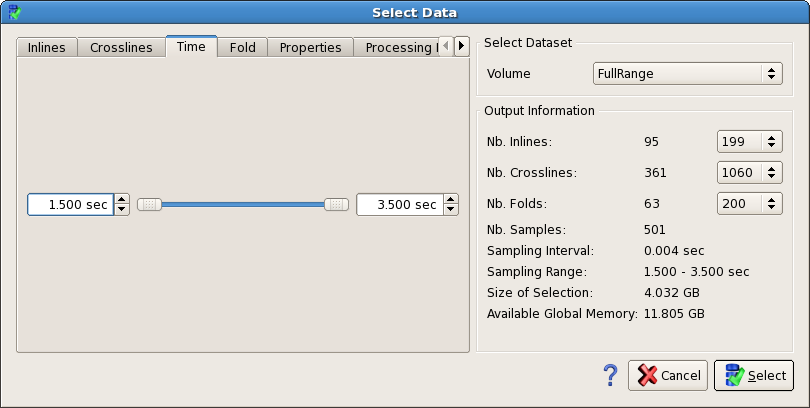 Select Data
Inlines Crosslines Time Fold Properties Processing
1.500 sec 3.500 sec
Select Dataset
Volume FullRange
Output Information
Nb. Inlines: 95 199
Nb. Crosslines: 361 1060
Nb. Folds: 63 200
Nb. Samples: 501
Sampling Interval: 0.004 sec
Sampling Range: 1.500 - 3.500 sec
Size of Selection: 4.032 GB
Available Global Memory: 11.805 GB
? Cancel Select